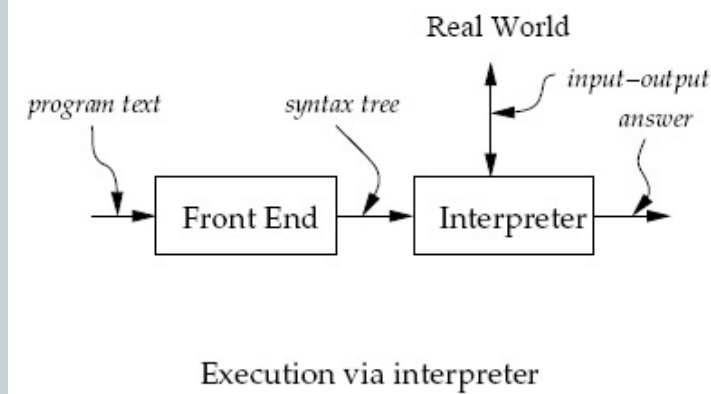 Real World
program text
syntax tree
input–output
answer
Front End
Interpreter
Execution via interpreter